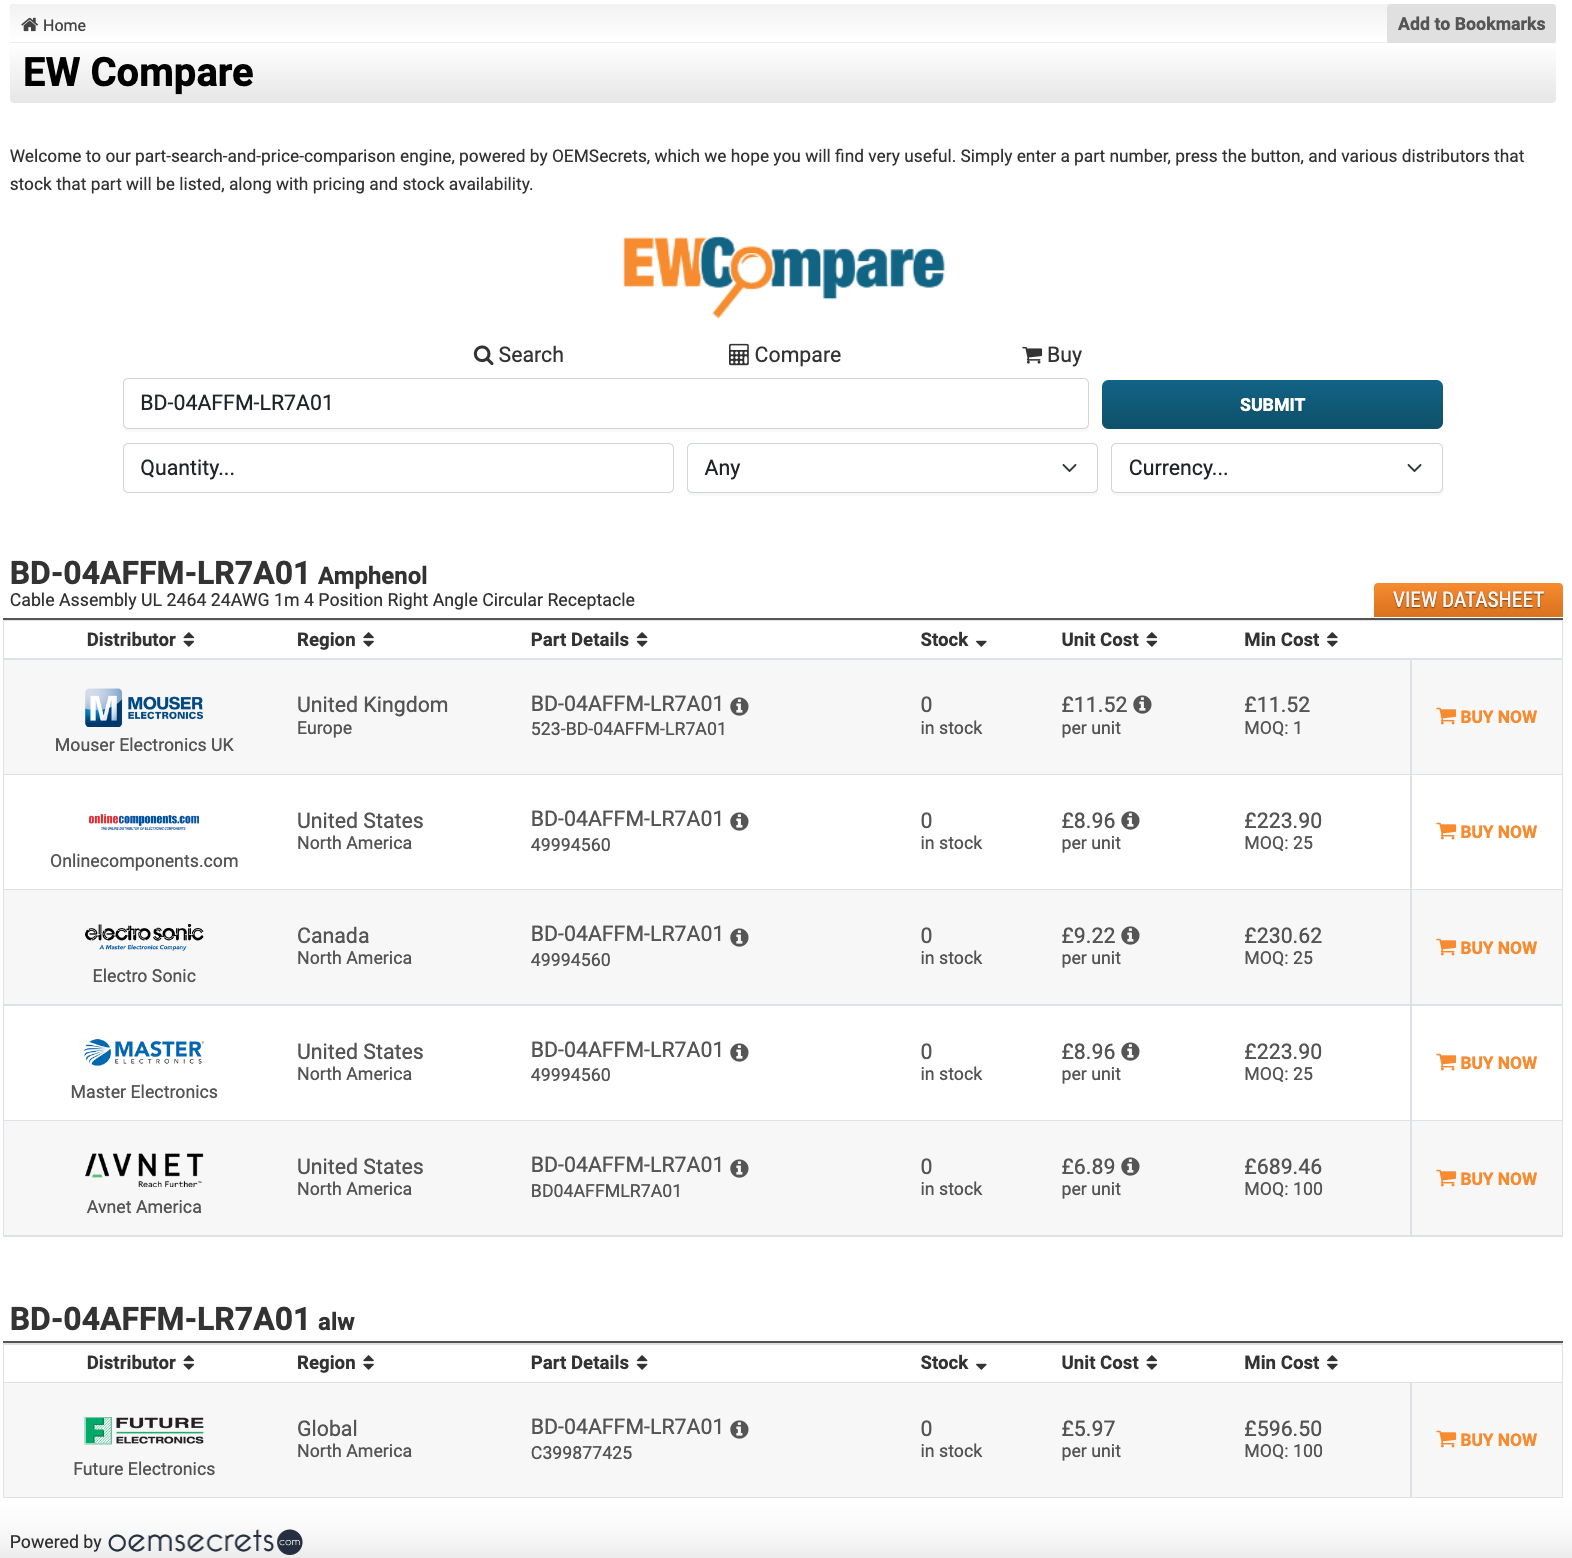 Home
Add to Bookmarks
EW Compare
Welcome to our part-search-and-price-comparison engine, powered by OEMSecrets, which we hope you will find very useful. Simply enter a part number, press the button, and various distributors that
stock that part will be listed, along with pricing and stock availability.
EWCompare
Search Compare Buy
BD-04AFFM-LR7A01 SUBMIT
Quantity... Any Currency...
BD-04AFFM-LR7A01 Amphenol
Cable Assembly UL 2464 24AWG 1m 4 Position Right Angle Circular Receptacle
VIEW DATASHEET
Distributor Region Part Details Stock Unit Cost Min Cost
M MOUSER ELECTRONICS
Mouser Electronics UK
United Kingdom
Europe
BD-04AFFM-LR7A01
523-BD-04AFFM-LR7A01
0
in stock
£11.52
per unit
£11.52
MOQ: 1
BUY NOW
onlinecomponents.com
THE ONLINE DISTRIBUTOR OF ELECTRONIC COMPONENTS
Onlinecomponents.com
United States
North America
BD-04AFFM-LR7A01
49994560
0
in stock
£8.96
per unit
£223.90
MOQ: 25
BUY NOW
electro sonic
A Master Electronics Company
Electro Sonic
Canada
North America
BD-04AFFM-LR7A01
49994560
0
in stock
£9.22
per unit
£230.62
MOQ: 25
BUY NOW
MASTER
ELECTRONICS
Master Electronics
United States
North America
BD-04AFFM-LR7A01
49994560
0
in stock
£8.96
per unit
£223.90
MOQ: 25
BUY NOW
AVNET
Reach Further™
Avnet America
United States
North America
BD-04AFFM-LR7A01
BD04AFFMLR7A01
0
in stock
£6.89
per unit
£689.46
MOQ: 100
BUY NOW
BD-04AFFM-LR7A01 alw
Distributor Region Part Details Stock Unit Cost Min Cost
F FUTURE
ELECTRONICS
Future Electronics
Global
North America
BD-04AFFM-LR7A01
C399877425
0
in stock
£5.97
per unit
£596.50
MOQ: 100
BUY NOW
Powered by oemsecrets.com